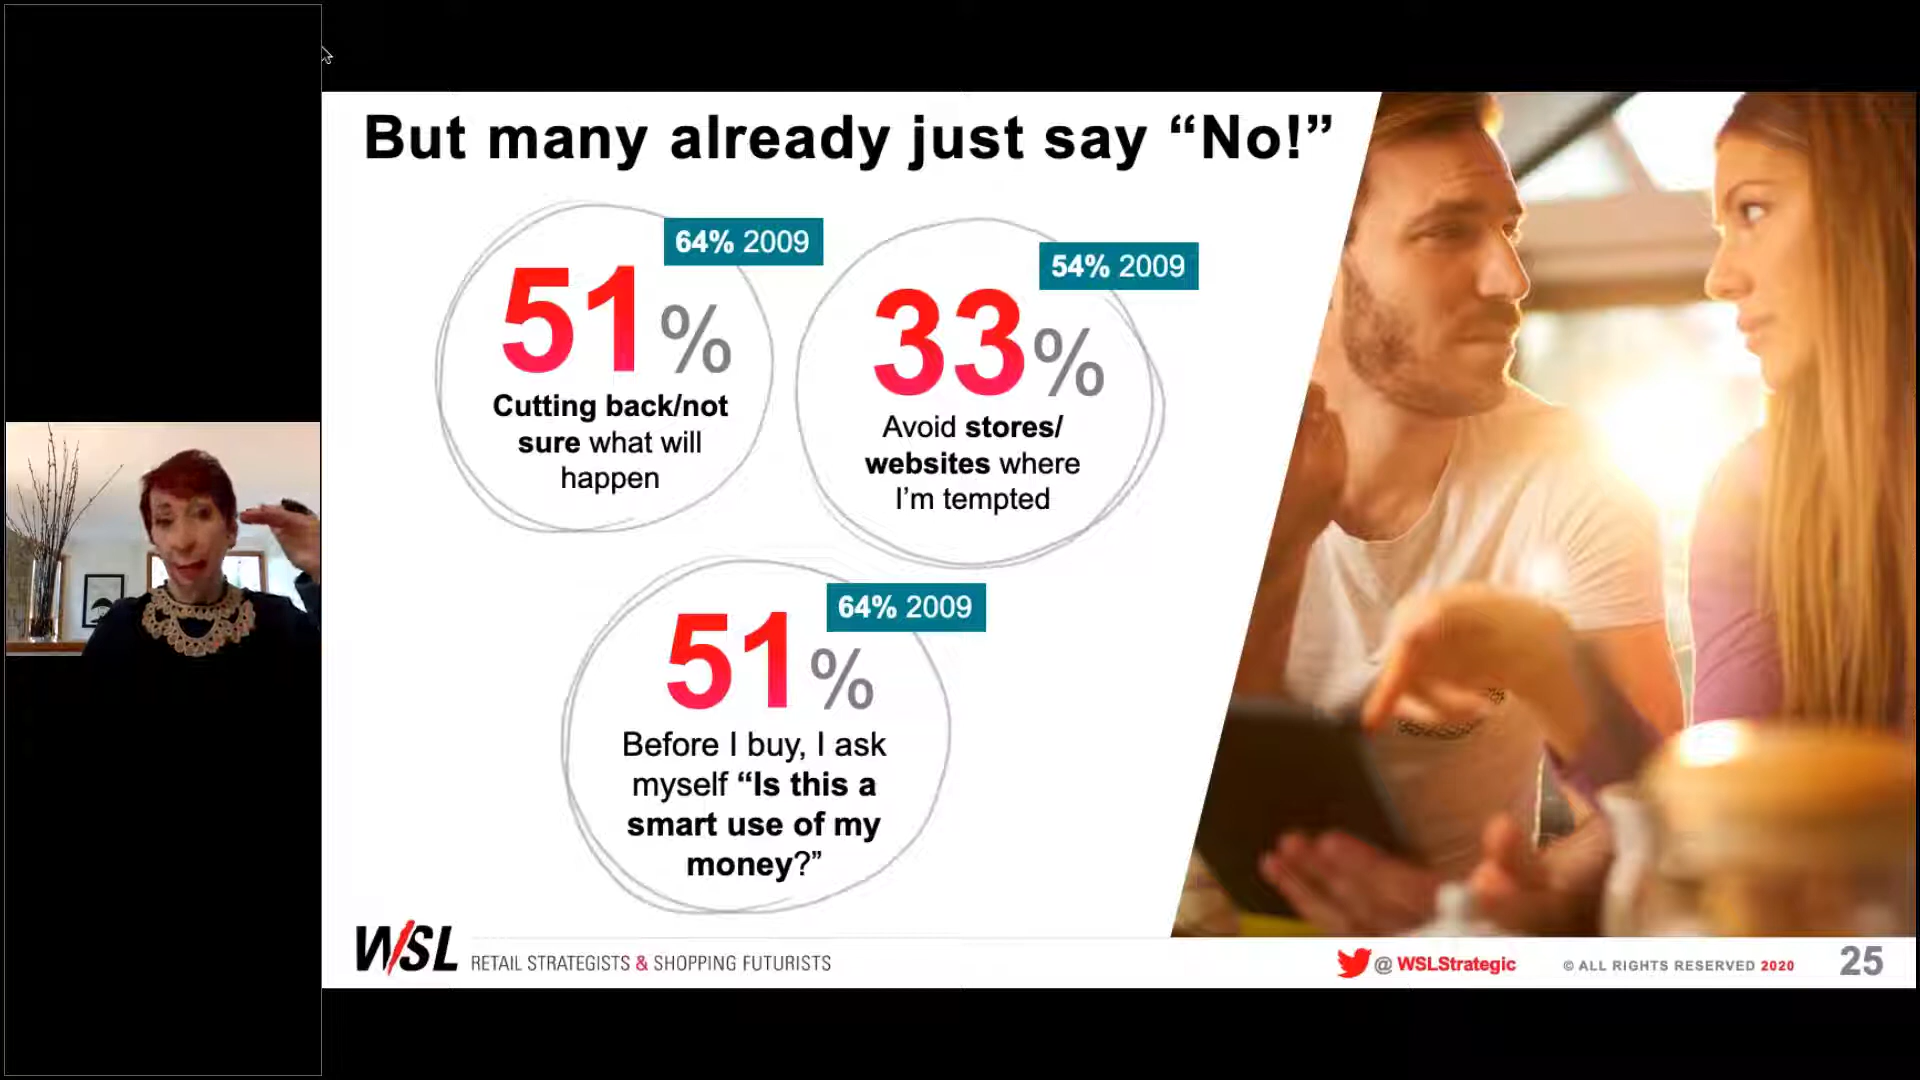 But many already just say “No!”
64% 2009
51%
Cutting back/not
sure what will
happen
54% 2009
33%
Avoid stores/
websites where
I’m tempted
64% 2009
51%
Before I buy, I ask
myself “Is this a
smart use of my
money?”
WSL RETAIL STRATEGISTS & SHOPPING FUTURISTS
@ WSLStrategic
© ALL RIGHTS RESERVED 2020
25